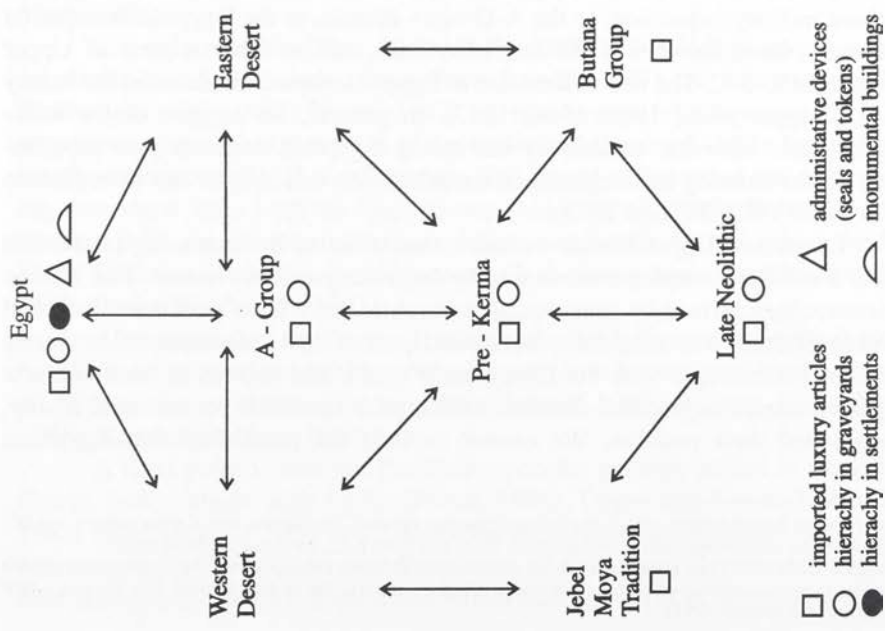 Egypt
Western
Desert
Eastern
Desert
A - Group
Pre - Kerma
Jebel
Moya
Tradition
Butana
Group
Late Neolithic
imported luxury articles
hierachy in graveyards
hierachy in settlements
administative devices
(seals and tokens)
monumental buildings